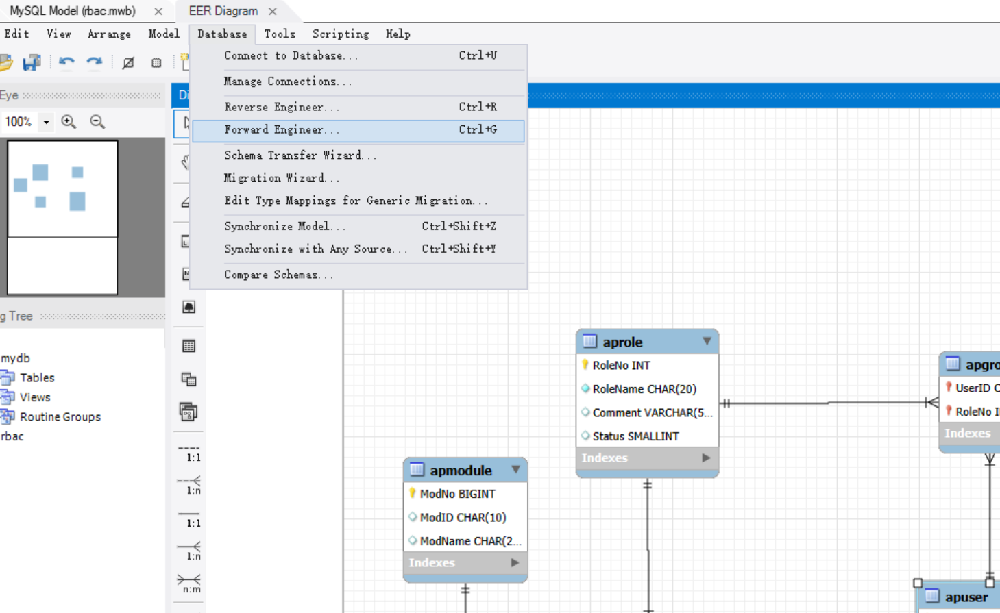 MySQL Model (rbac.mwb) EER Diagram
Edit View Arrange Model Database Tools Scripting Help
Connect to Database... Ctrl+U
Manage Connections...
Reverse Engineer... Ctrl+R
Forward Engineer... Ctrl+G
Schema Transfer Wizard...
Migration Wizard...
Edit Type Mappings for Generic Migration...
Synchronize Model... Ctrl+Shift+Z
Synchronize with Any Source... Ctrl+Shift+Y
Compare Schemas...
Eye
Di
100%
g Tree
mydb
Tables
Views
Routine Groups
rbac
1:1
1:n
1:1
1:n
n:m
aprole
RoleNo INT
RoleName CHAR(20)
Comment VARCHAR(5...
Status SMALLINT
Indexes
apmodule
ModNo BIGINT
ModID CHAR(10)
ModName CHAR(2...
Indexes
apgro
UserID C
RoleNo I
Indexes
apuser